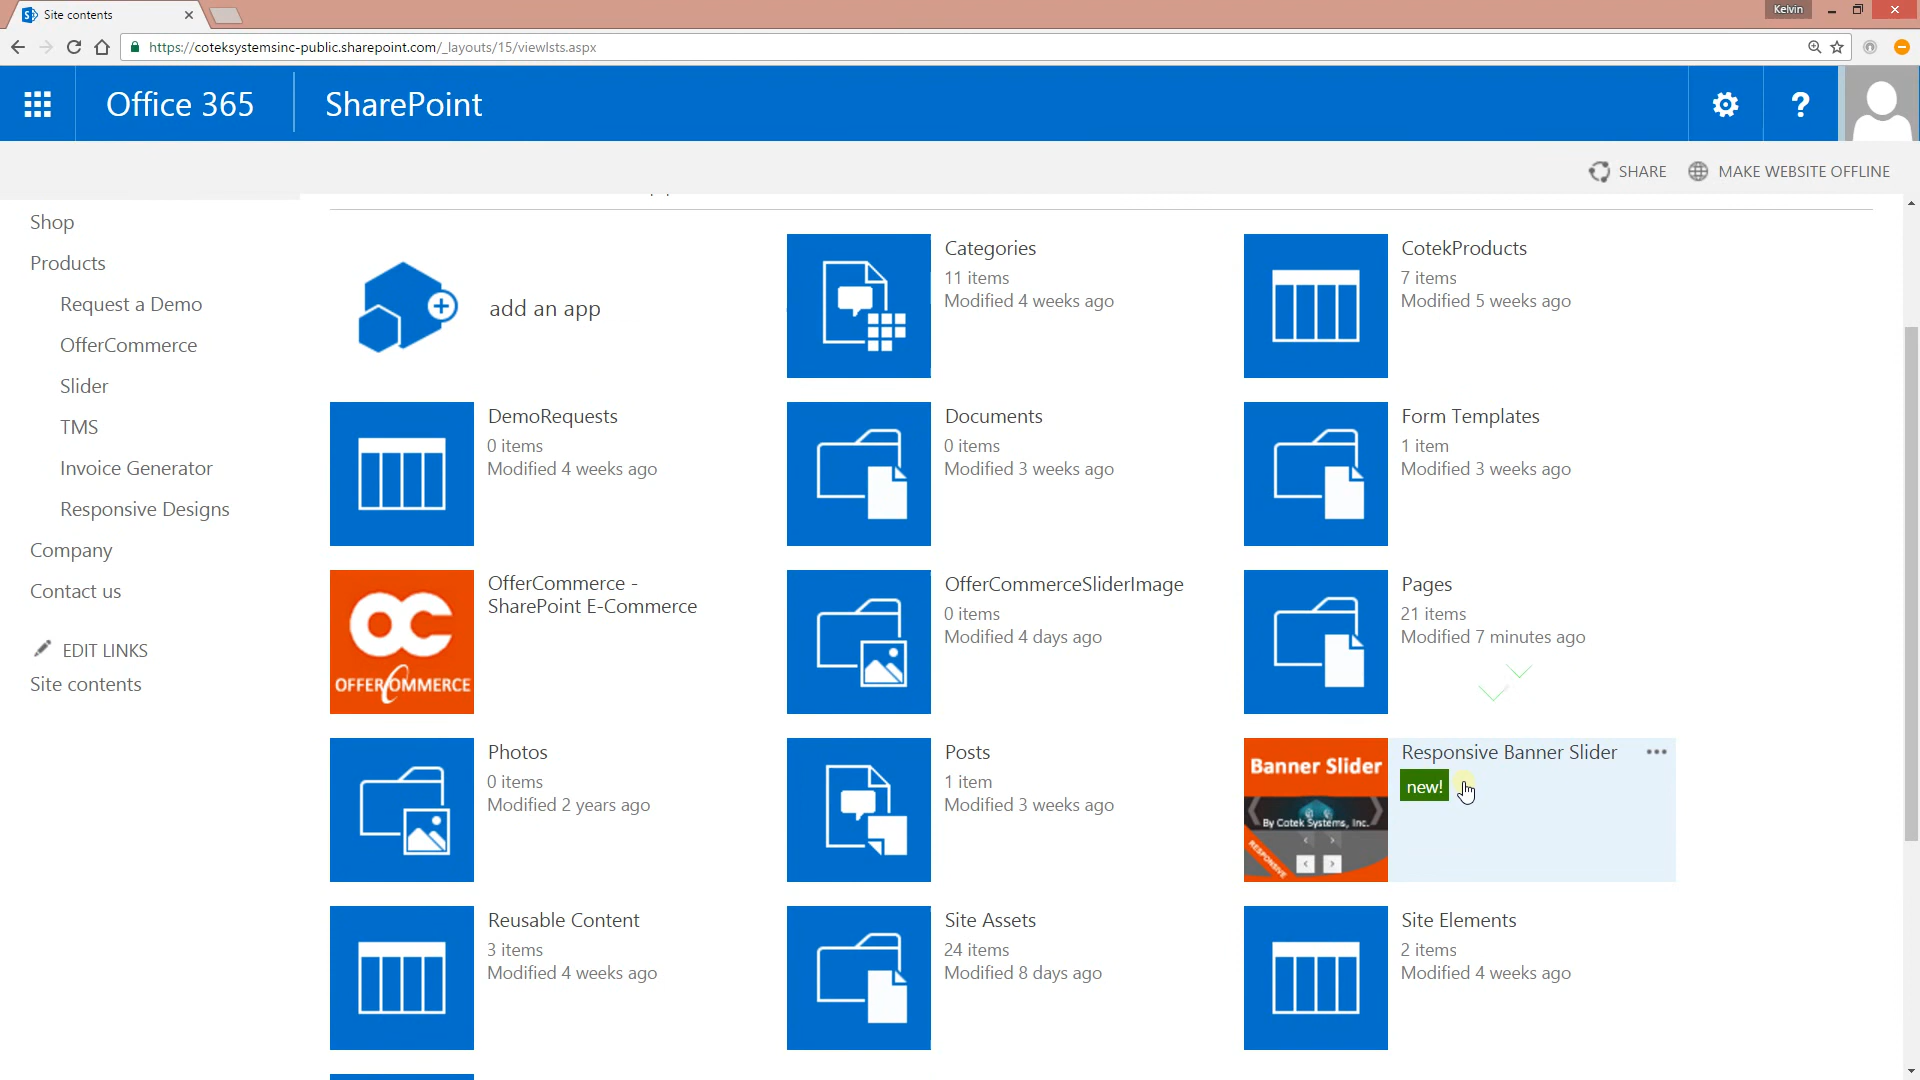 Site contents
Kelvin
https://coteksystemsinc-public.sharepoint.com/_layouts/15/viewlsts.aspx
Office 365
SharePoint
?
SHARE
MAKE WEBSITE OFFLINE
Shop
Products
Request a Demo
OfferCommerce
Slider
TMS
Invoice Generator
Responsive Designs
Company
Contact us
EDIT LINKS
Site contents
add an app
Categories
11 items
Modified 4 weeks ago
CotekProducts
7 items
Modified 5 weeks ago
DemoRequests
0 items
Modified 4 weeks ago
Documents
0 items
Modified 3 weeks ago
Form Templates
1 item
Modified 3 weeks ago
OC
OFFERCOMMERCE
OfferCommerce -
SharePoint E-Commerce
OfferCommerceSliderImage
0 items
Modified 4 days ago
Pages
21 items
Modified 7 minutes ago
Photos
0 items
Modified 2 years ago
Posts
1 item
Modified 3 weeks ago
Banner Slider
By Cotek Systems, Inc.
RESPONSIVE
Responsive Banner Slider
new!
Reusable Content
3 items
Modified 4 weeks ago
Site Assets
24 items
Modified 8 days ago
Site Elements
2 items
Modified 4 weeks ago